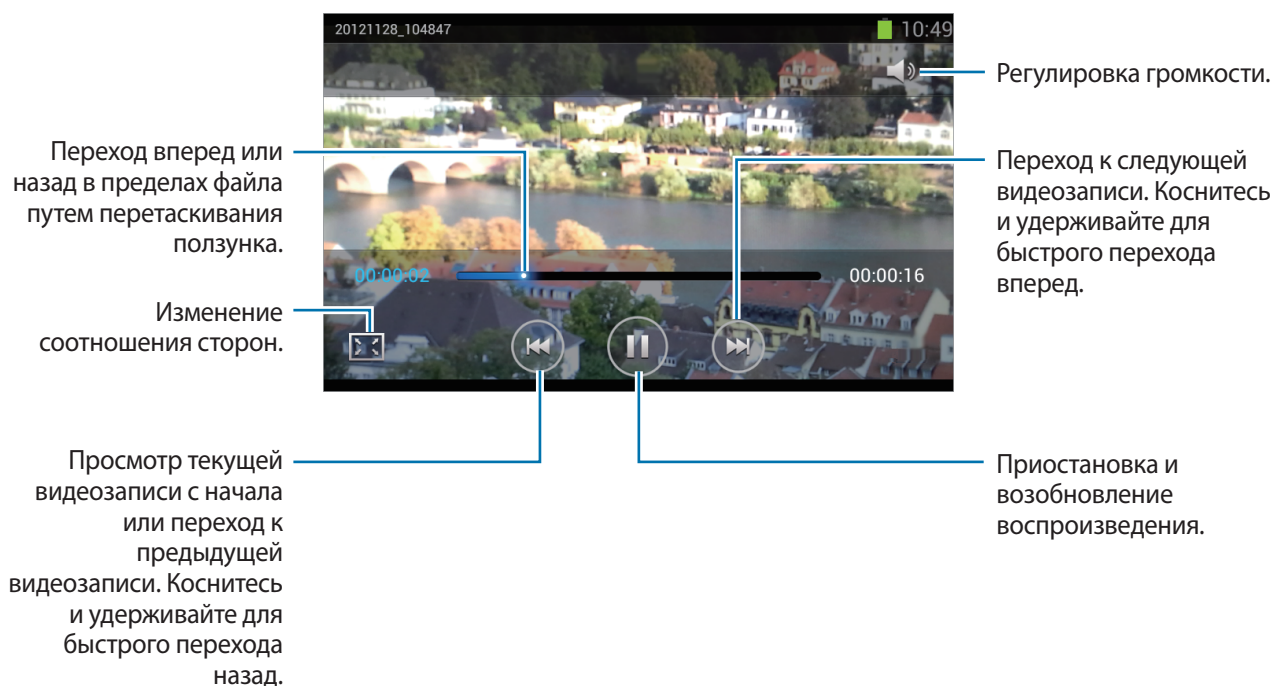 20121128_104847
10:49
Регулировка громкости.
Переход вперед или
назад в пределах файла
путем перетаскивания
ползунка.
Переход к следующей
видеозаписи. Коснитесь
и удерживайте для
быстрого перехода
вперед.
00:00:02
00:00:16
Изменение
соотношения сторон.
Просмотр текущей
видеозаписи с начала
или переход к
предыдущей
видеозаписи. Коснитесь
и удерживайте для
быстрого перехода
назад.
Приостановка и
возобновление
воспроизведения.